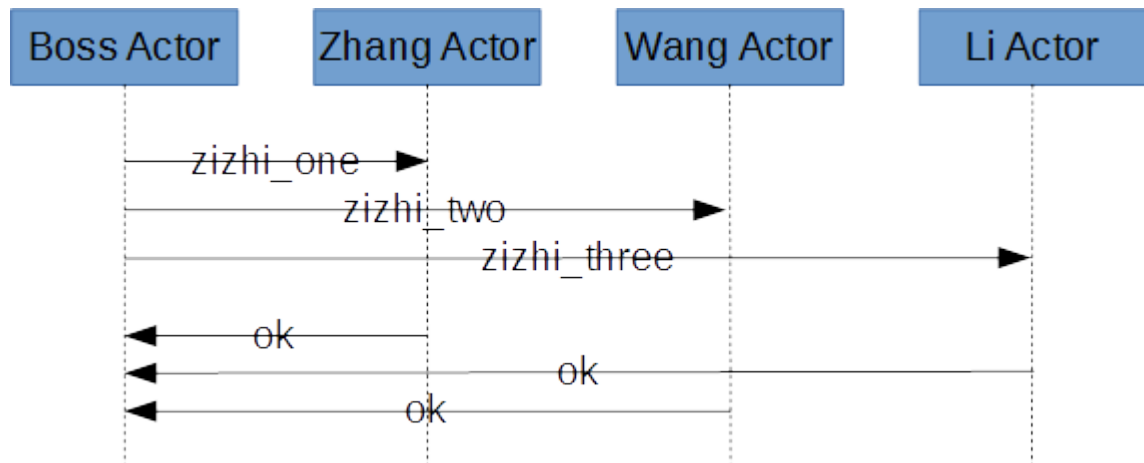 Boss Actor
Zhang Actor
Wang Actor
Li Actor
zizhi_one
zizhi_two
zizhi_three
ok
ok
ok